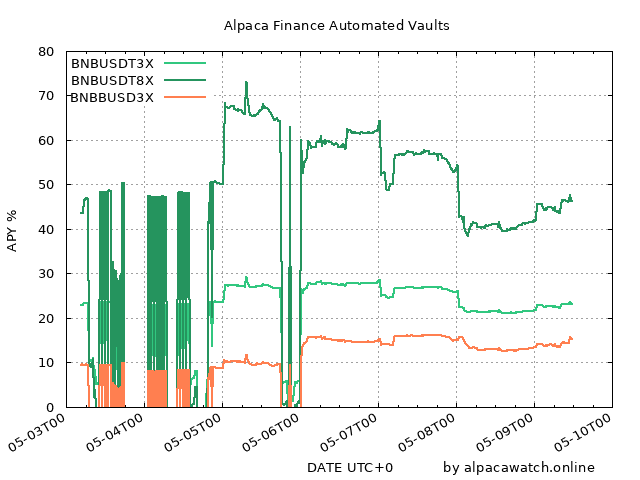 Alpaca Finance Automated Vaults
80
70
60
50
40
30
20
10
0
APY %
BNBUSDT3X
BNBUSDT8X
BNBBUSD3X
05-03T00
05-04T00
05-05T00
05-06T00
05-07T00
05-08T00
05-09T00
05-10T00
DATE UTC+0
by alpacawatch.online